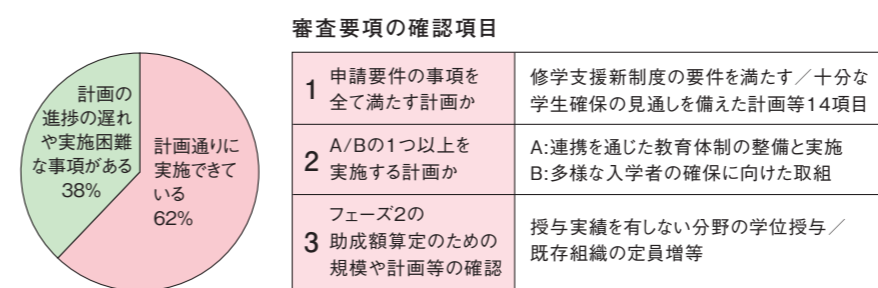 審査要項の確認項目
計画の
進捗の遅れ
や実施困難
な事項がある
38%
計画通りに
実施できて
いる
62%
1
申請要件の事項を
全て満たす計画か
修学支援新制度の要件を満たす／十分な
学生確保の見通しを備えた計画等14項目
2
A/Bの1つ以上を
実施する計画か
A:連携を通じた教育体制の整備と実施
B:多様な入学者の確保に向けた取組
3
フェーズ2の
助成額算定のための
規模や計画等の確認
授与実績を有しない分野の学位授与／
既存組織の定員増等